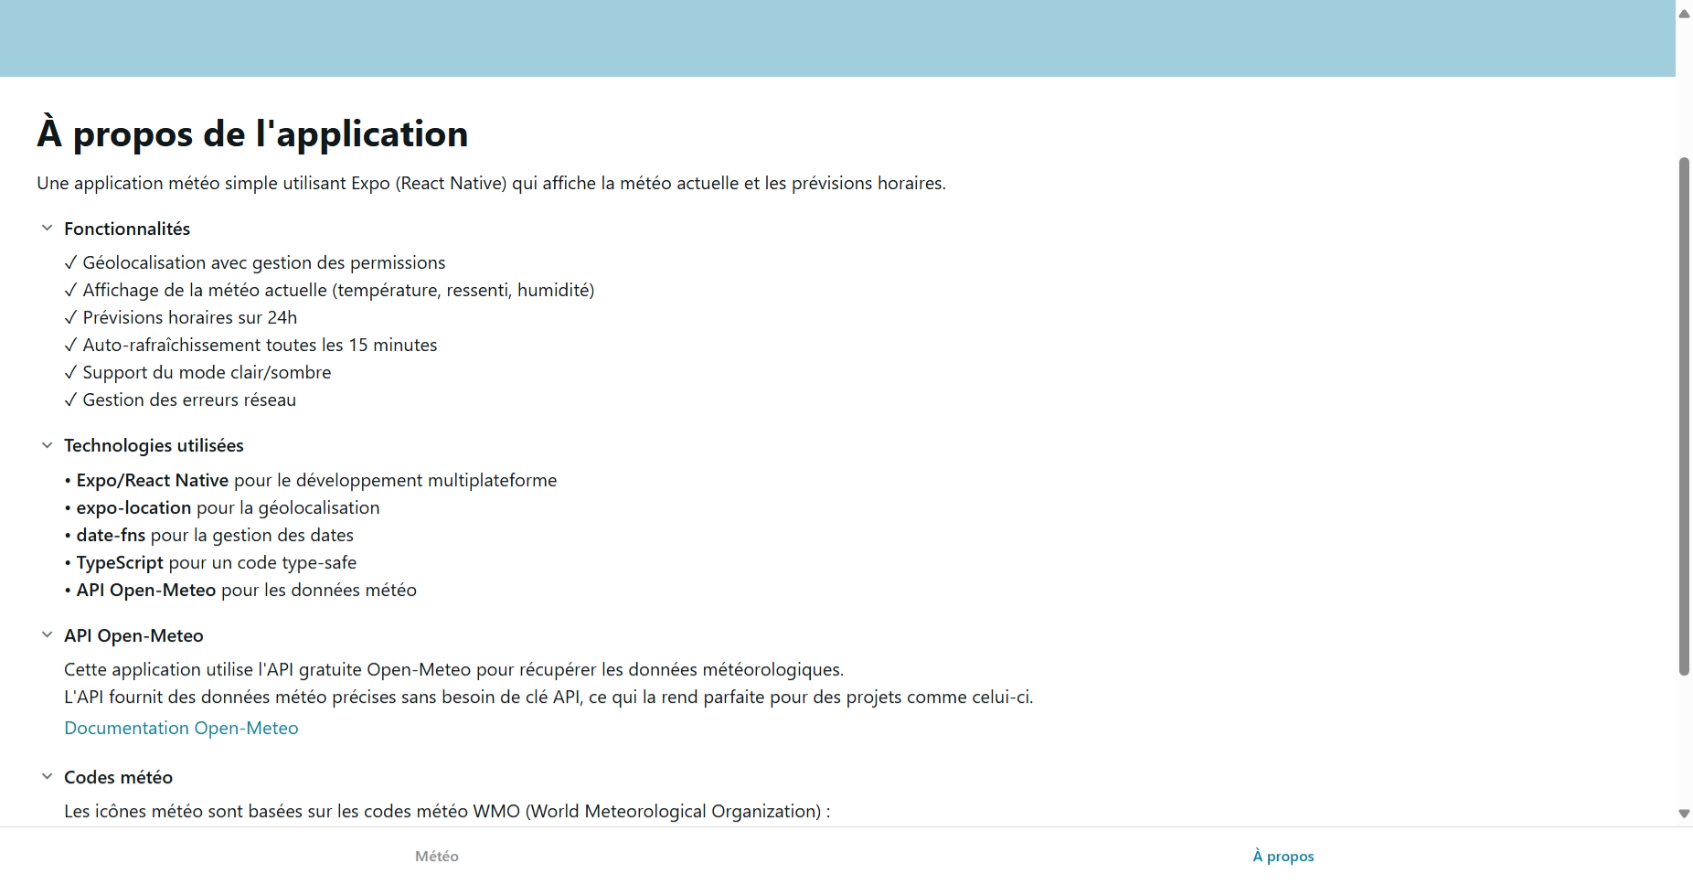 À propos de l'application
Une application météo simple utilisant Expo (React Native) qui affiche la météo actuelle et les prévisions horaires.
Fonctionnalités
✓ Géolocalisation avec gestion des permissions
✓ Affichage de la météo actuelle (température, ressenti, humidité)
✓ Prévisions horaires sur 24h
✓ Auto-rafraîchissement toutes les 15 minutes
✓ Support du mode clair/sombre
✓ Gestion des erreurs réseau
Technologies utilisées
• Expo/React Native pour le développement multiplateforme
• expo-location pour la géolocalisation
• date-fns pour la gestion des dates
• TypeScript pour un code type-safe
• API Open-Meteo pour les données météo
API Open-Meteo
Cette application utilise l'API gratuite Open-Meteo pour récupérer les données météorologiques.
L'API fournit des données météo précises sans besoin de clé API, ce qui la rend parfaite pour des projets comme celui-ci.
Documentation Open-Meteo
Codes météo
Les icônes météo sont basées sur les codes météo WMO (World Meteorological Organization) :
Météo
À propos